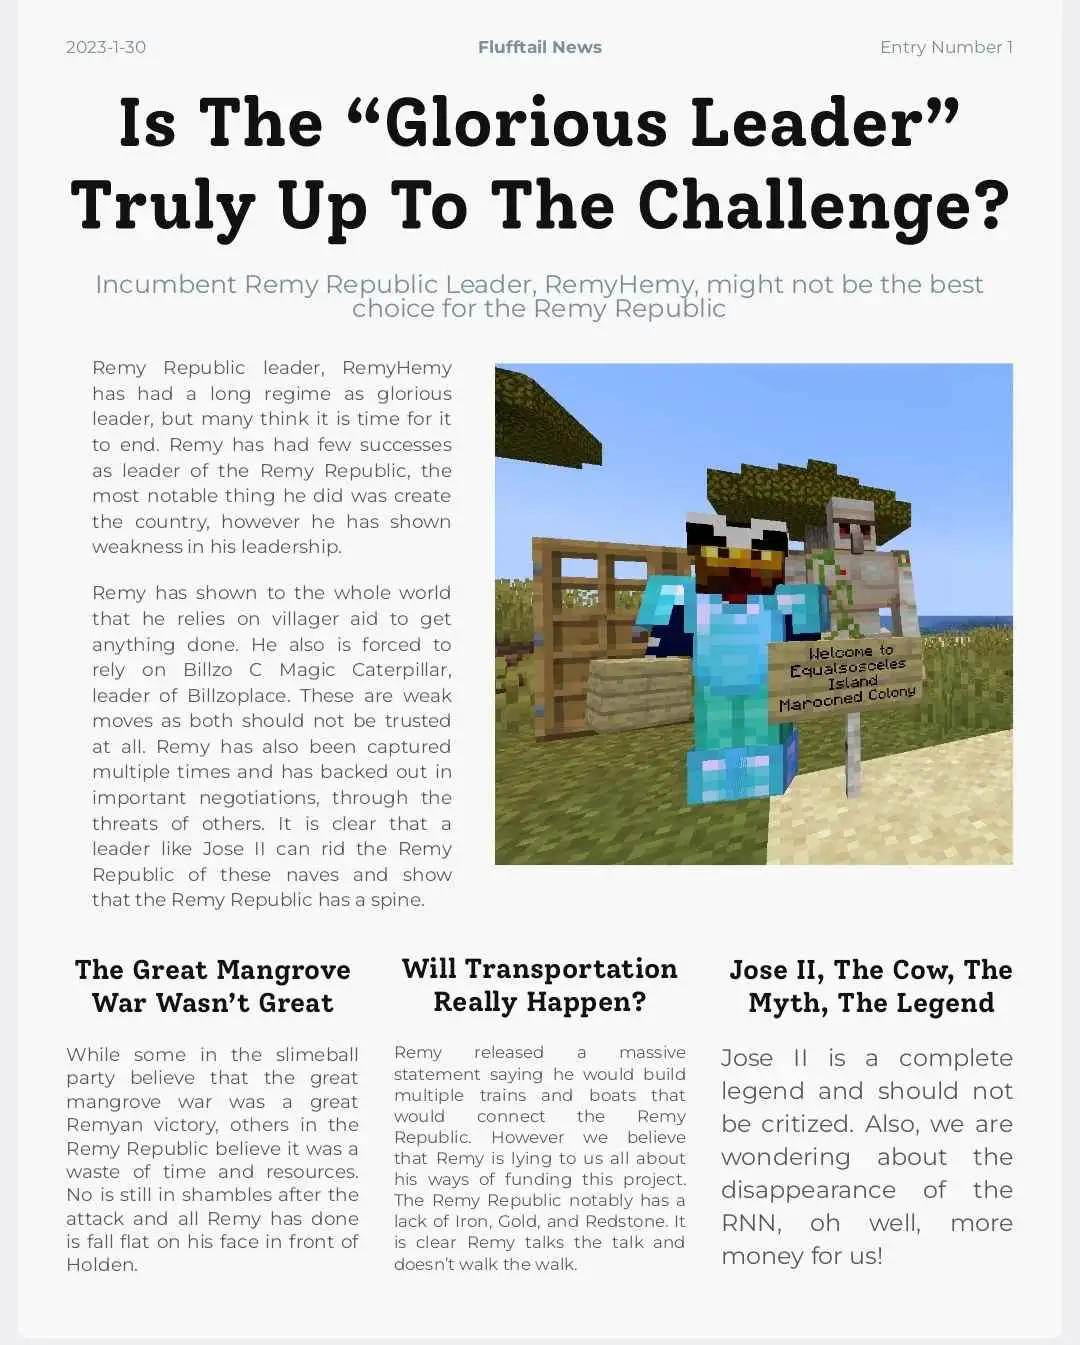 2023-1-30
Flufftail News
Entry Number 1
Is The “Glorious Leader”
Truly Up To The Challenge?
Incumbent Remy Republic Leader, RemyHemy, might not be the best
choice for the Remy Republic
Remy Republic leader, RemyHemy
has had a long regime as glorious
leader, but many think it is time for it
to end. Remy has had few successes
as leader of the Remy Republic, the
most notable thing he did was create
the country, however he has shown
weakness in his leadership.
Remy has shown to the whole world
that he relies on villager aid to get
anything done. He also is forced to
rely on Billzo C Magic Caterpillar,
leader of Billzoplace. These are weak
moves as both should not be trusted
at all. Remy has also been captured
multiple times and has backed out in
important negotiations, through the
threats of others. It is clear that a
leader like Jose II can rid the Remy
Republic of these naves and show
that the Remy Republic has a spine.
Welcome to
Equalsosceles
Island
Marooned Colony
The Great Mangrove
War Wasn’t Great
While some in the slimeball
party believe that the great
mangrove war was a great
Remyan victory, others in the
Remy Republic believe it was a
waste of time and resources.
No is still in shambles after the
attack and all Remy has done
is fall flat on his face in front of
Holden.
Will Transportation
Really Happen?
Remy released a massive
statement saying he would build
multiple trains and boats that
would connect the Remy
Republic. However we believe
that Remy is lying to us all about
his ways of funding this project.
The Remy Republic notably has a
lack of Iron, Gold, and Redstone. It
is clear Remy talks the talk and
doesn’t walk the walk.
Jose II, The Cow, The
Myth, The Legend
Jose II is a complete
legend and should not
be critized. Also, we are
wondering about the
disappearance of the
RNN, oh well, more
money for us!